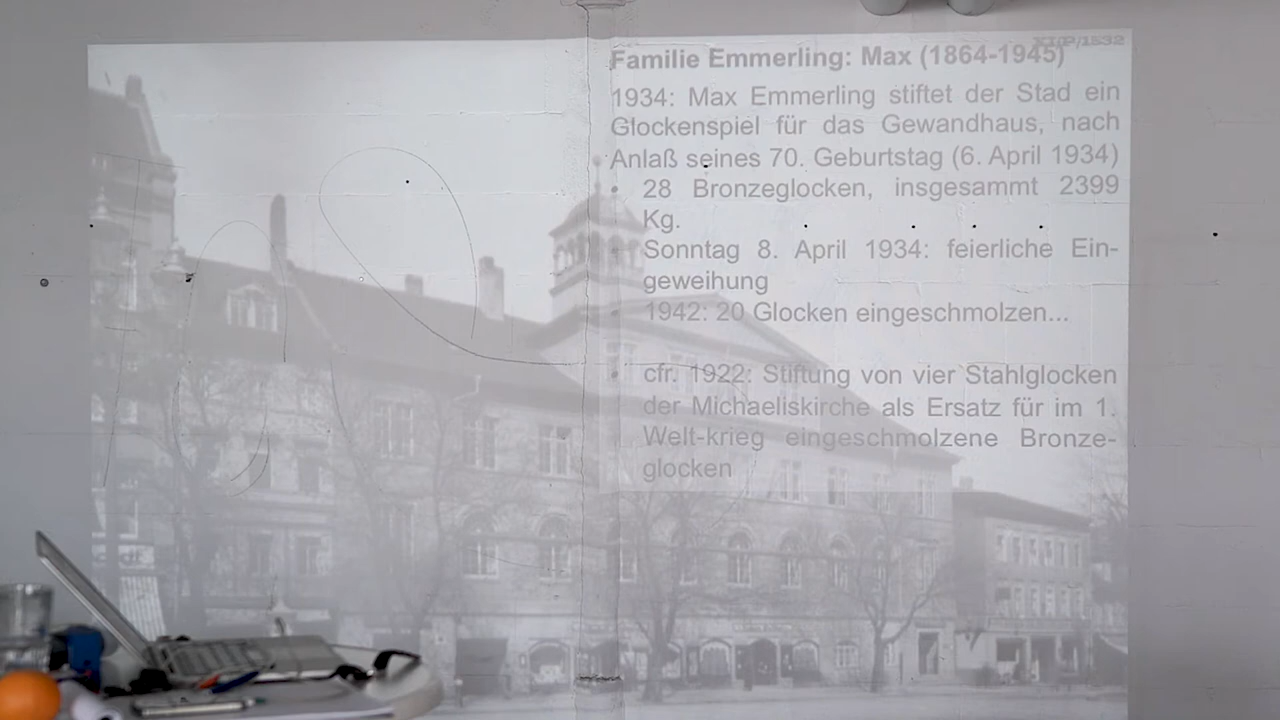 Familie Emmerling: Max (1864-1945)
1934: Max Emmerling stiftet der Stad ein
Glockenspiel für das Gewandhaus, nach
Anlaß seines 70. Geburtstag (6. April 1934)
• 28 Bronzeglocken, insgesammt 2399
Kg.
Sonntag 8. April 1934: feierliche Ein-
geweihung
1942: 20 Glocken eingeschmolzen...
• cfr. 1922: Stiftung von vier Stahlglocken
der Michaeliskirche als Ersatz für im 1.
Welt-krieg eingeschmolzene Bronze-
glocken